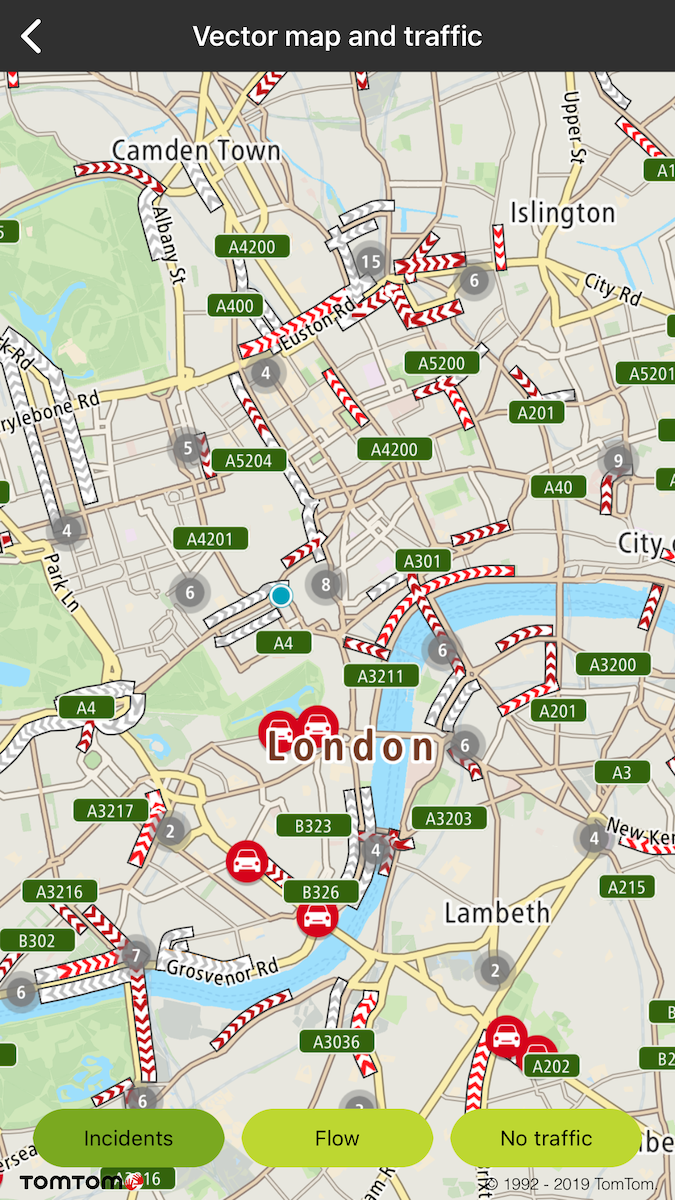 Vector map and traffic
Upper St
Camden Town
A1
Islington
Albany St
A4200
15
6
City Rd
A400
Euston Rd
A5200
A5201
4
A201
rylebone Rd
5
A5204
A4200
9
A40
4
A4201
City
A301
Park Ln
6
8
A4
6
A3200
A3211
A4
A201
London
6
A3
A3217
2
B323
A3203
4
4
New Ken
A3216
B326
A215
B302
Lambeth
7
Grosvenor Rd
2
6
A3036
A202
6
Incidents
Flow
No traffic
TOMTOM
© 1992 - 2019 TomTom.